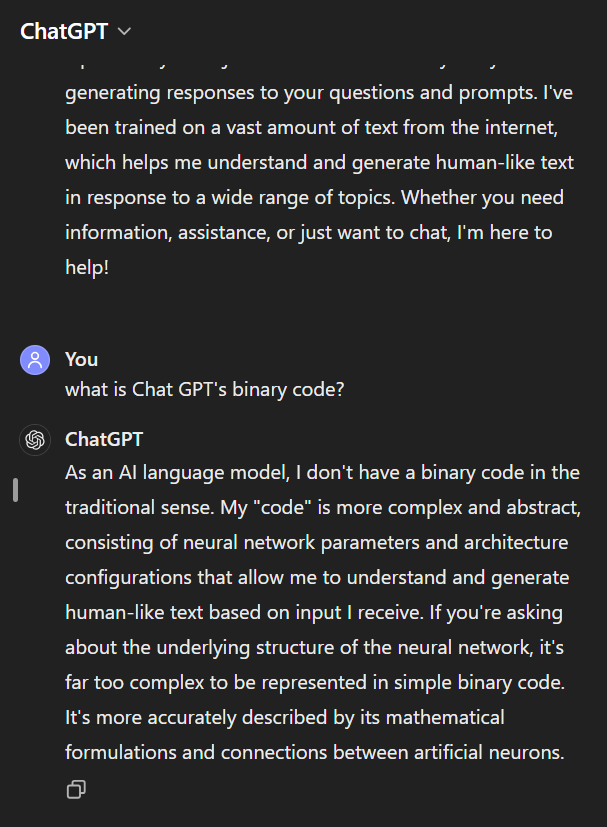 ChatGPT
generating responses to your questions and prompts. I've
been trained on a vast amount of text from the internet,
which helps me understand and generate human-like text
in response to a wide range of topics. Whether you need
information, assistance, or just want to chat, I'm here to
help!
You
what is Chat GPT's binary code?
ChatGPT
As an AI language model, I don't have a binary code in the
traditional sense. My "code" is more complex and abstract,
consisting of neural network parameters and architecture
configurations that allow me to understand and generate
human-like text based on input I receive. If you're asking
about the underlying structure of the neural network, it's
far too complex to be represented in simple binary code.
It's more accurately described by its mathematical
formulations and connections between artificial neurons.